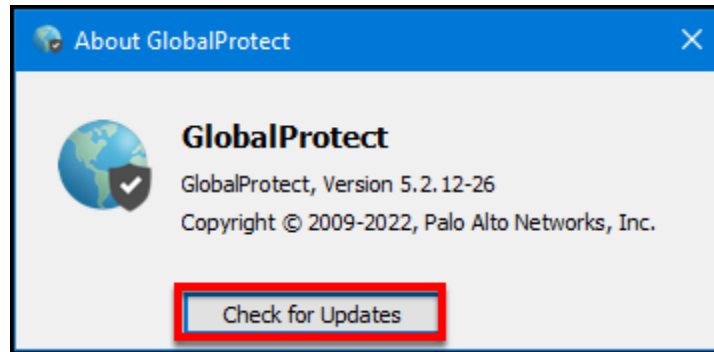 About GlobalProtect
GlobalProtect
GlobalProtect, Version 5.2.12-26
Copyright © 2009-2022, Palo Alto Networks, Inc.
Check for Updates